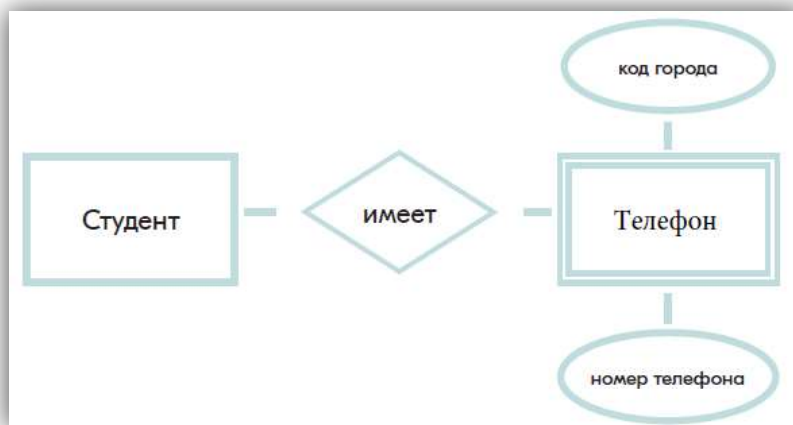 код города
Студент
имеет
Телефон
номер телефона